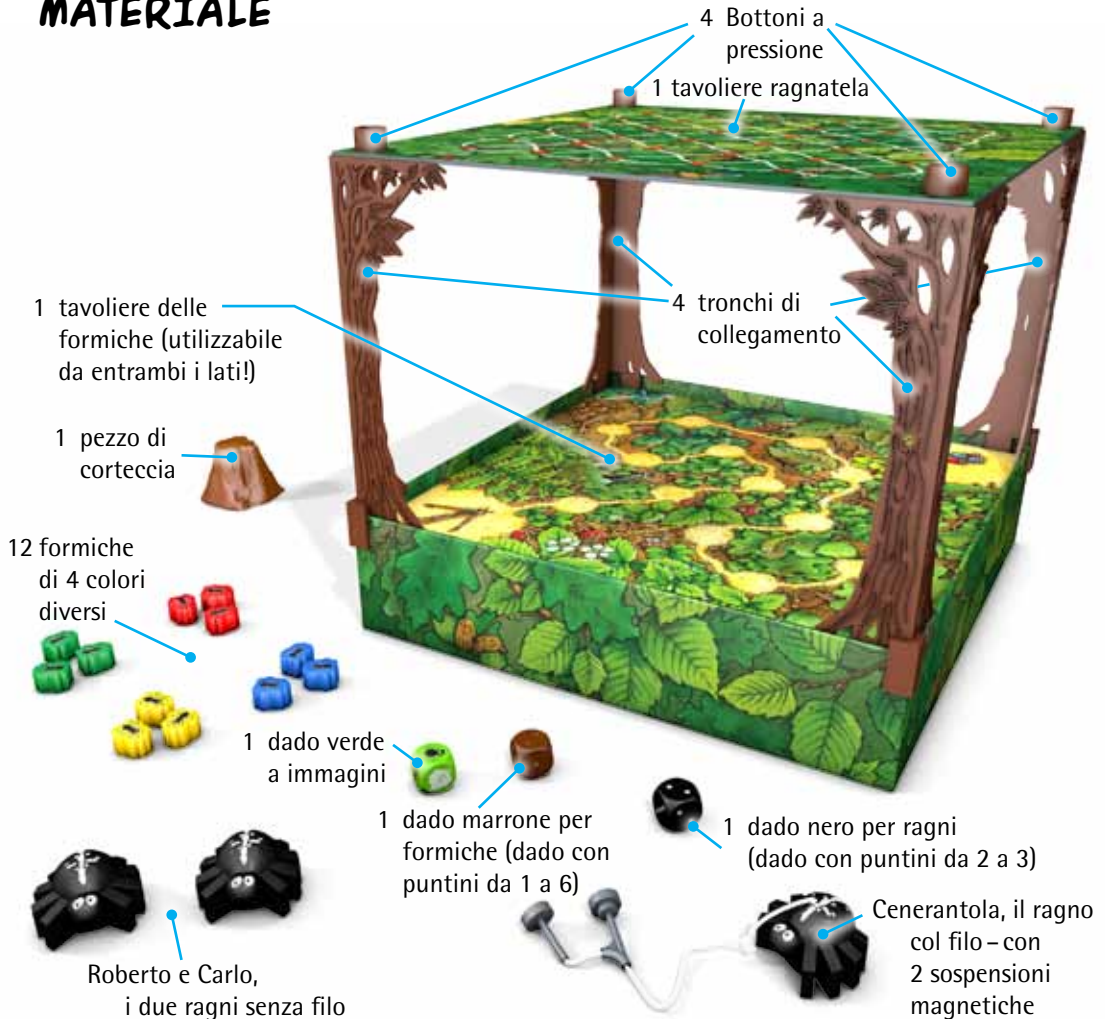 MATERIALE
4 Bottoni a
pressione
1 tavoliere ragnatela
1 tavoliere delle
formiche (utilizzabile
da entrambi i lati!)
4 tronchi di
collegamento
1 pezzo di
corteccia
12 formiche
di 4 colori
diversi
1 dado verde
a immagini
1 dado marrone per
formiche (dado con
puntini da 1 a 6)
1 dado nero per ragni
(dado con puntini da 2 a 3)
Roberto e Carlo,
i due ragni senza filo
Cenerantola, il ragno
col filo – con
2 sospensioni
magnetiche